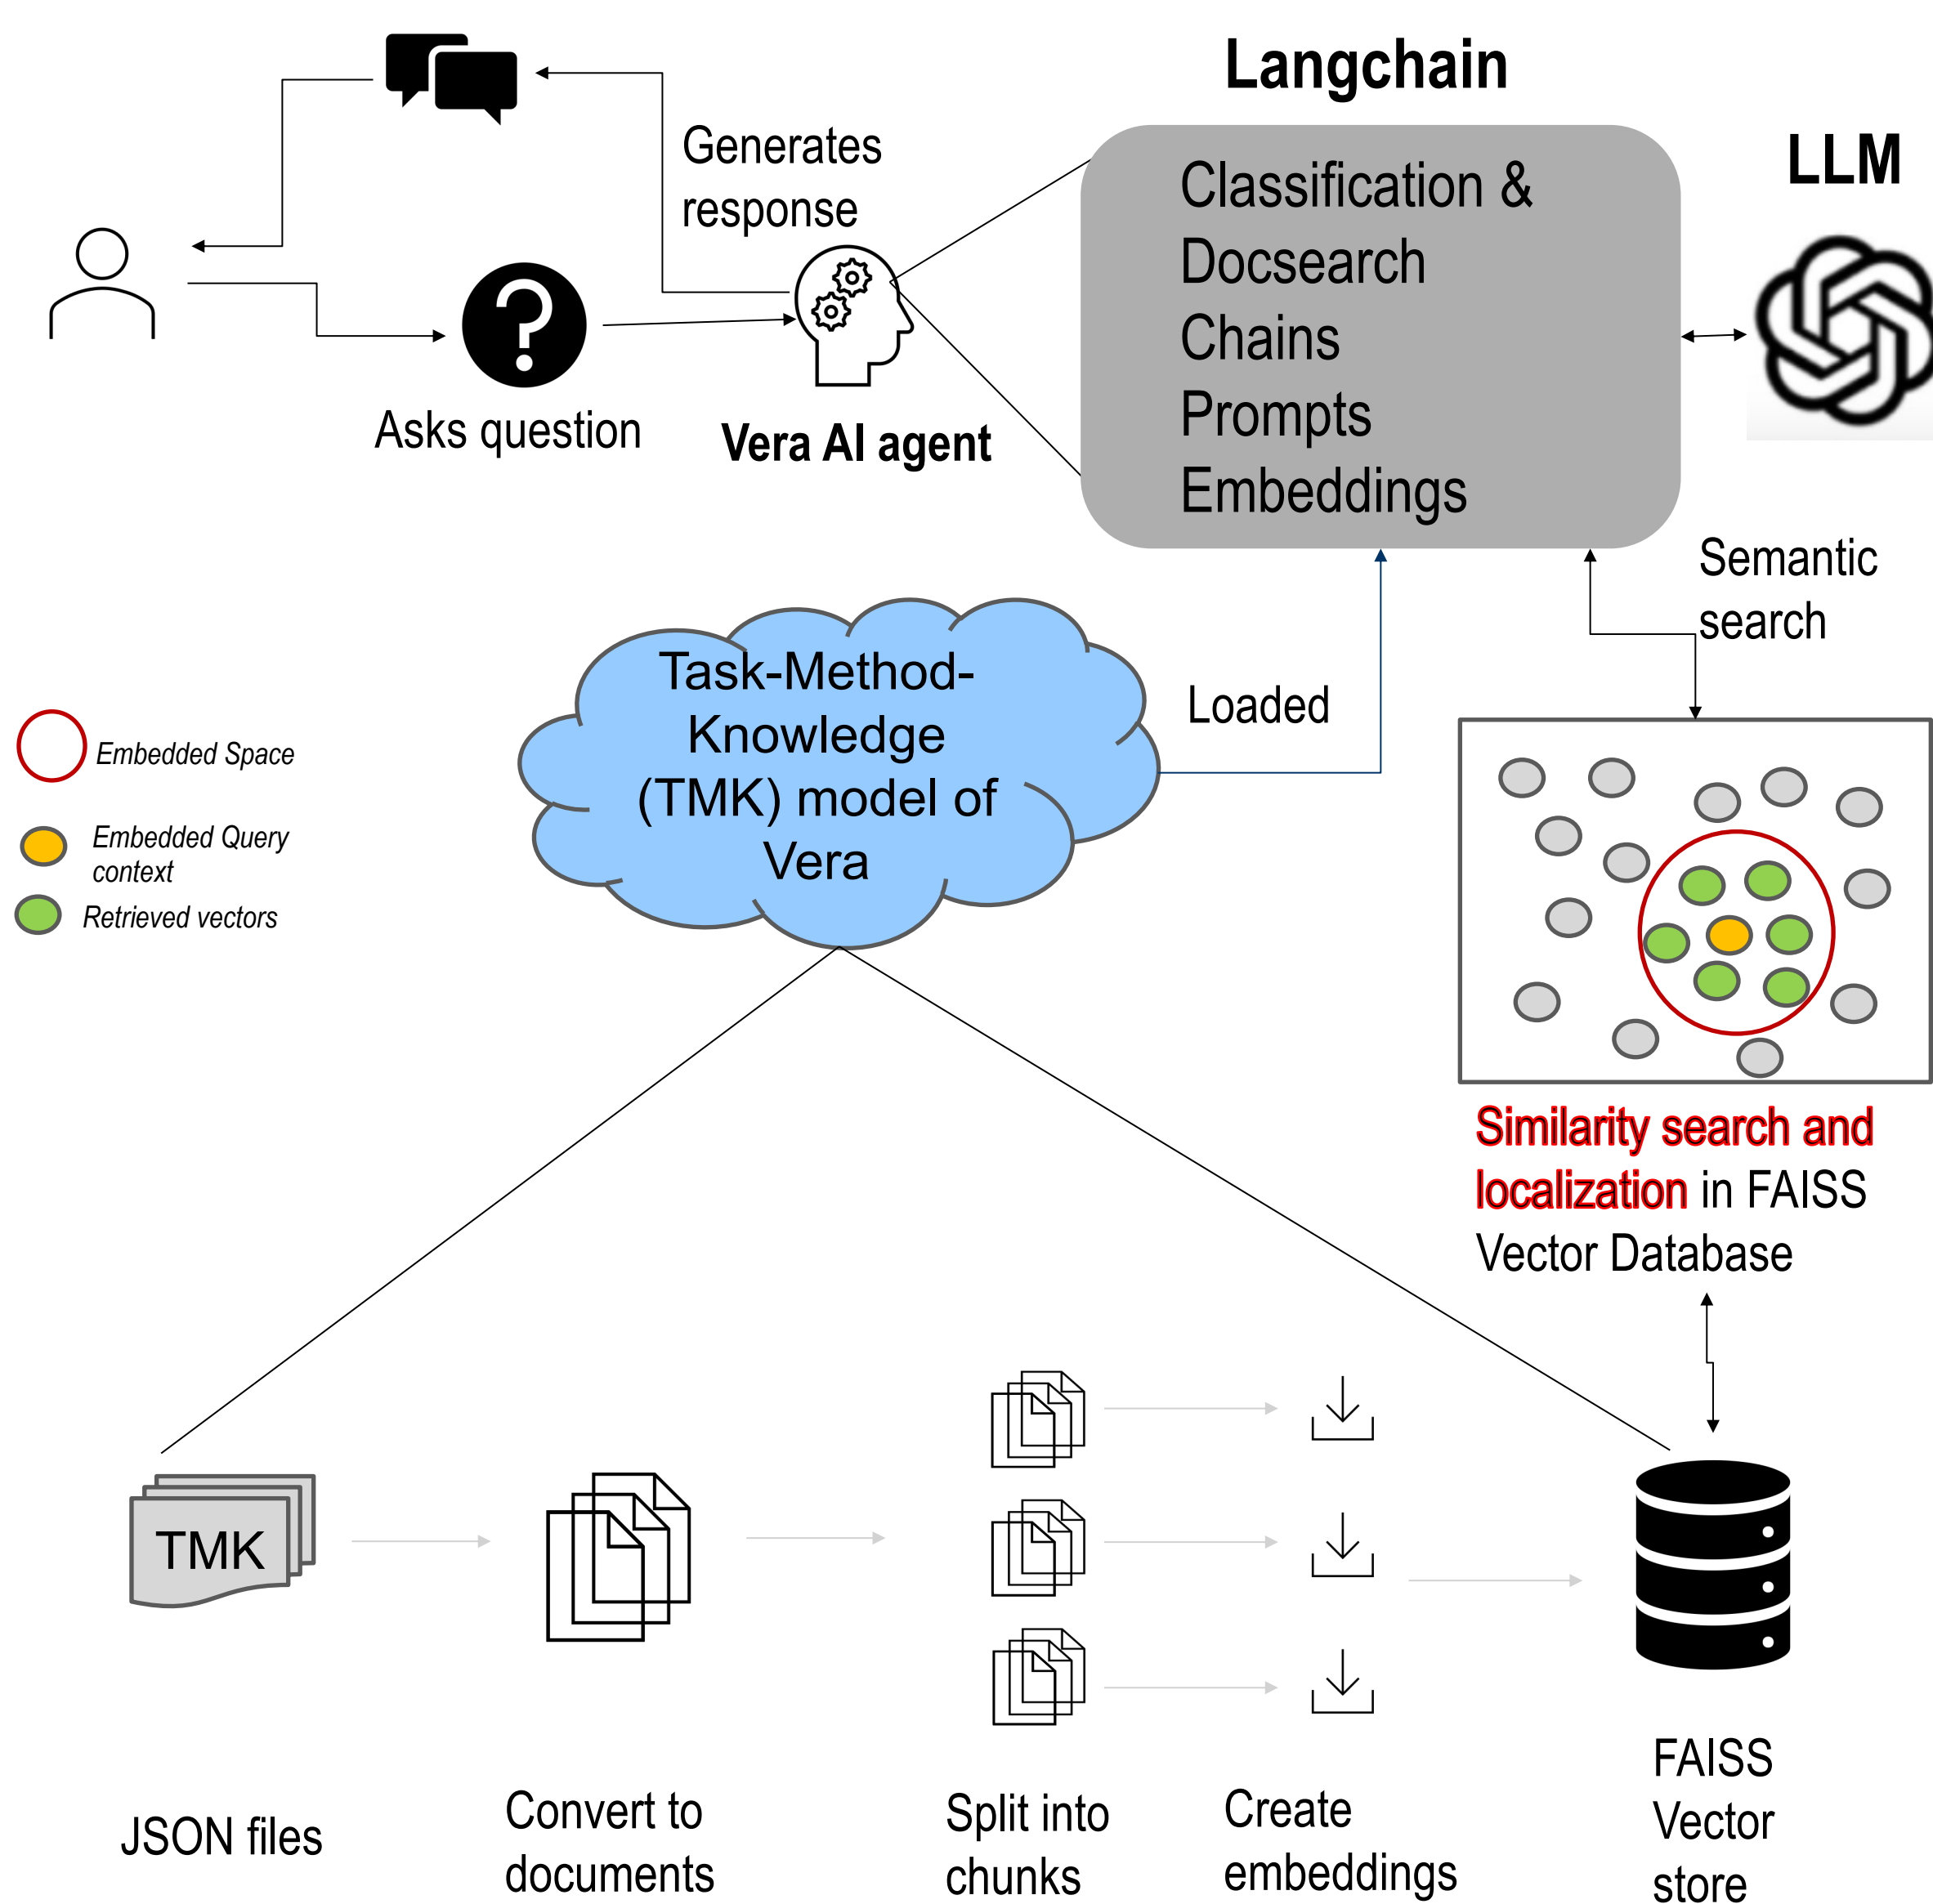 Langchain
LLM
Generates
response
Classification &
Docsearch
Chains
Prompts
Embeddings
Asks question
Vera AI agent
Semantic
search
Task-Method-
Knowledge
(TMK) model of
Vera
Loaded
Embedded Space
Embedded Query
context
Retrieved vectors
Similarity search and
localization in FAISS
Vector Database
TMK
JSON files
Convert to
documents
Split into
chunks
Create
embeddings
FAISS
Vector
store